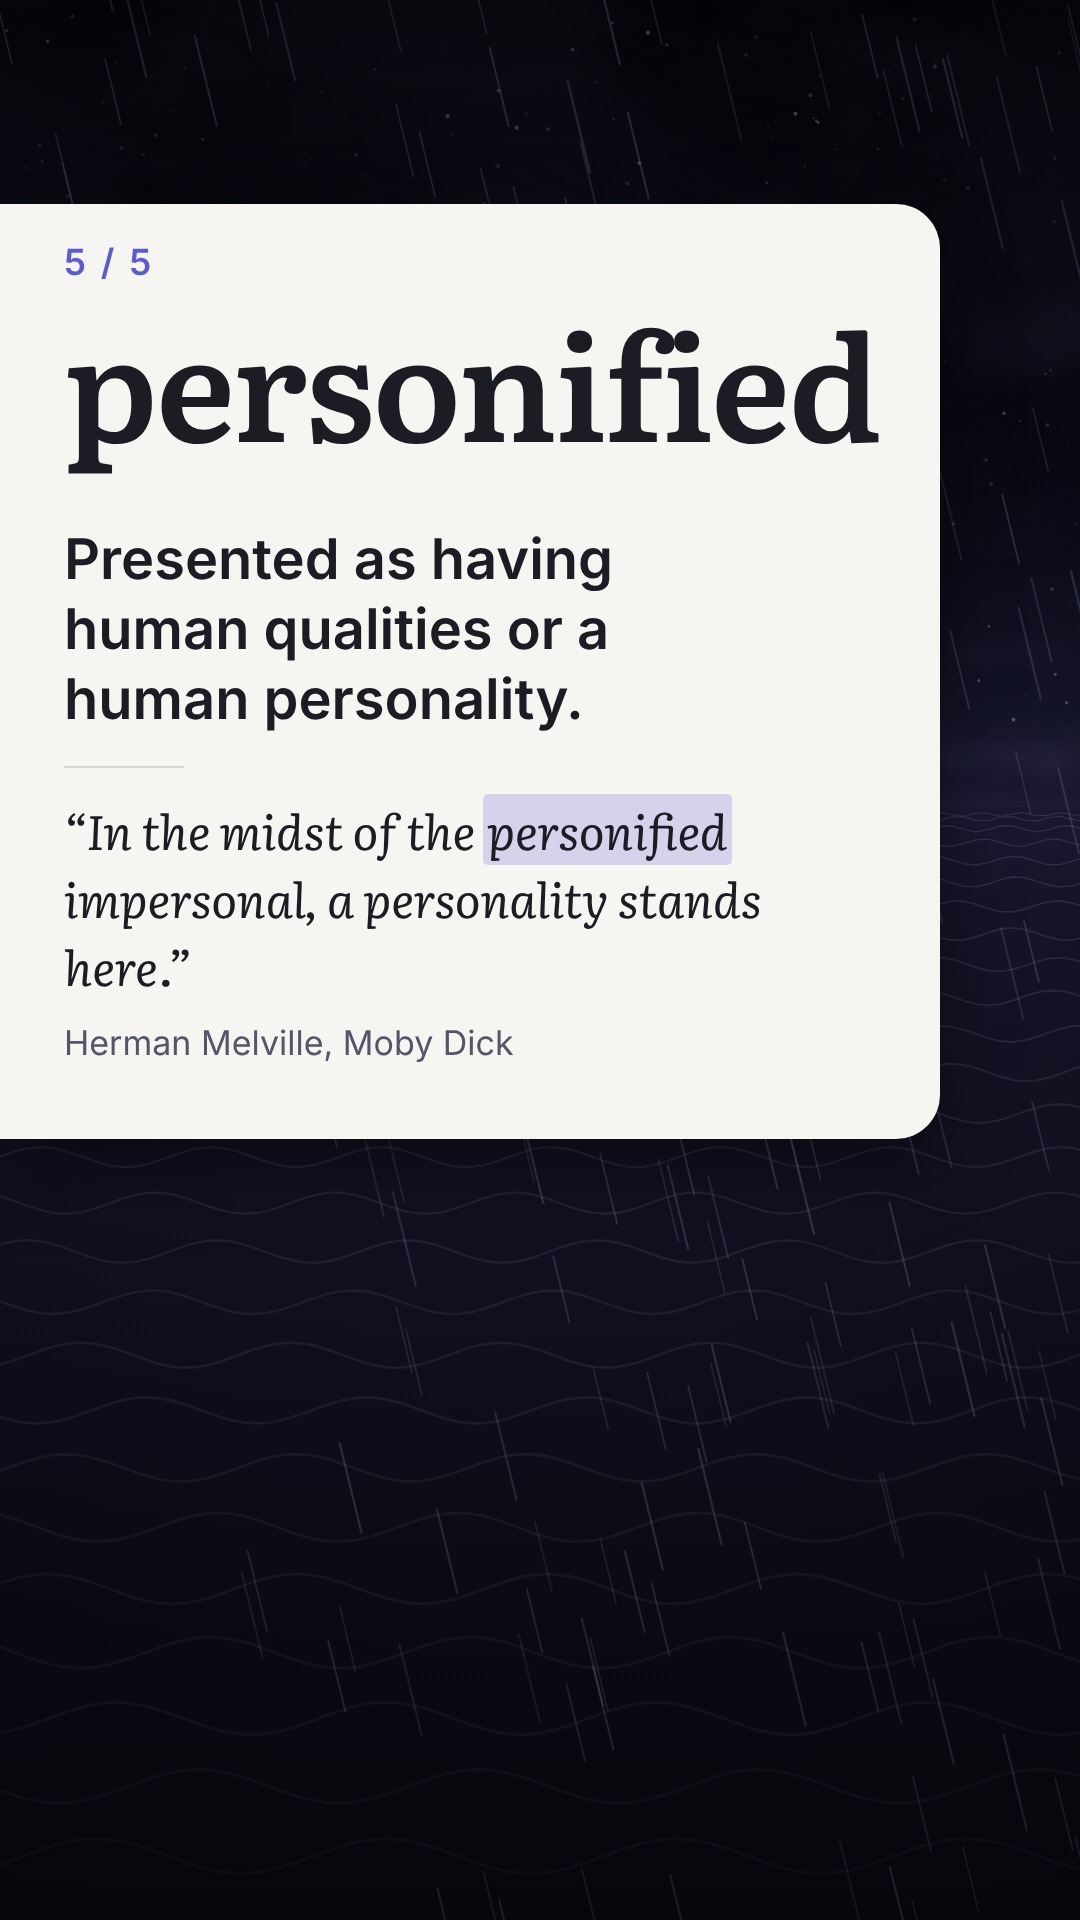 5 / 5
personified
Presented as having
human qualities or a
human personality.
“In the midst of the personified
impersonal, a personality stands
here.”
Herman Melville, Moby Dick